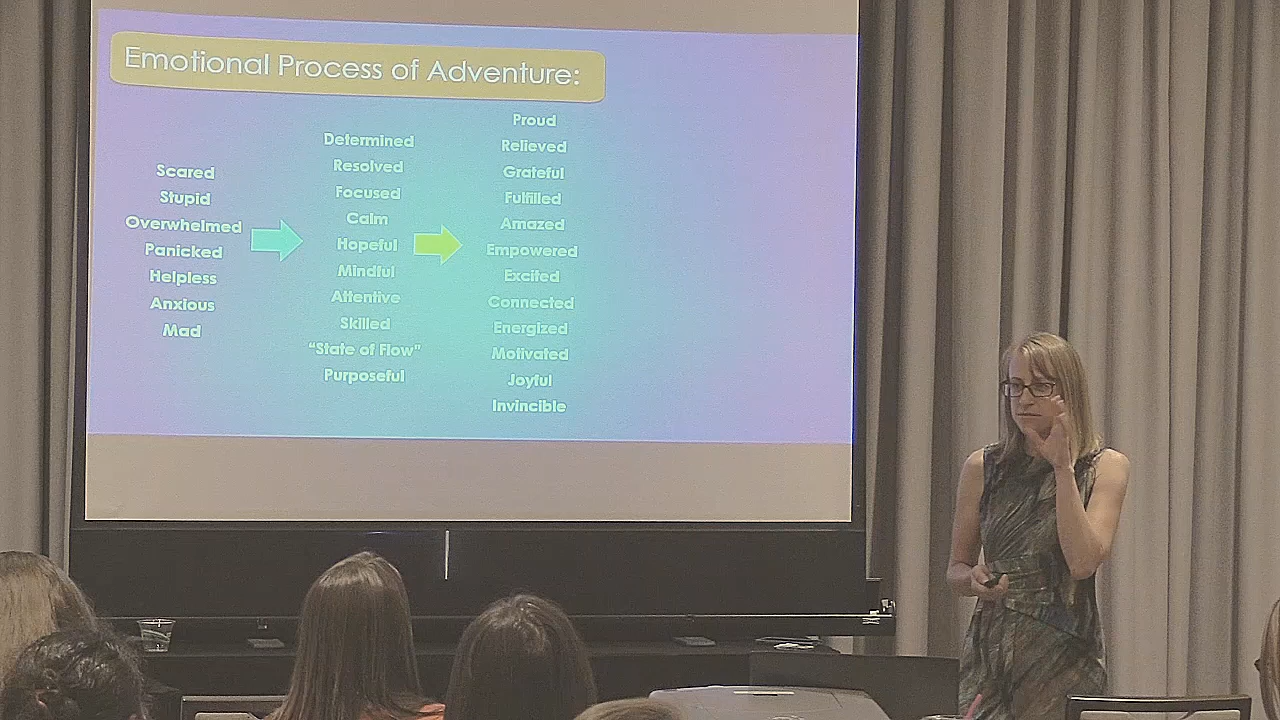 Emotional Process of Adventure:
Scared
Stupid
Overwhelmed
Panicked
Helpless
Anxious
Mad
Determined
Resolved
Focused
Calm
Hopeful
Mindful
Attentive
Skilled
“State of Flow”
Purposeful
Proud
Relieved
Grateful
Fulfilled
Amazed
Empowered
Excited
Connected
Energized
Motivated
Joyful
Invincible